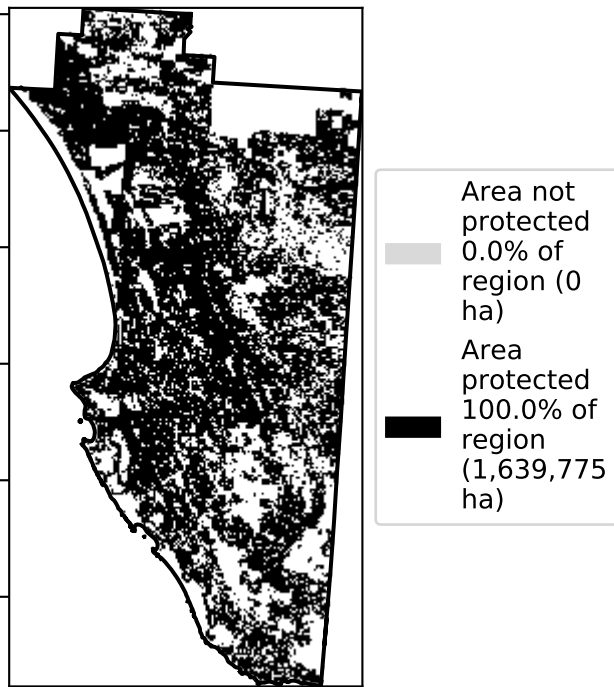 Area not
protected
0.0% of
region (0
ha)
Area
protected
100.0% of
region
(1,639,775
ha)